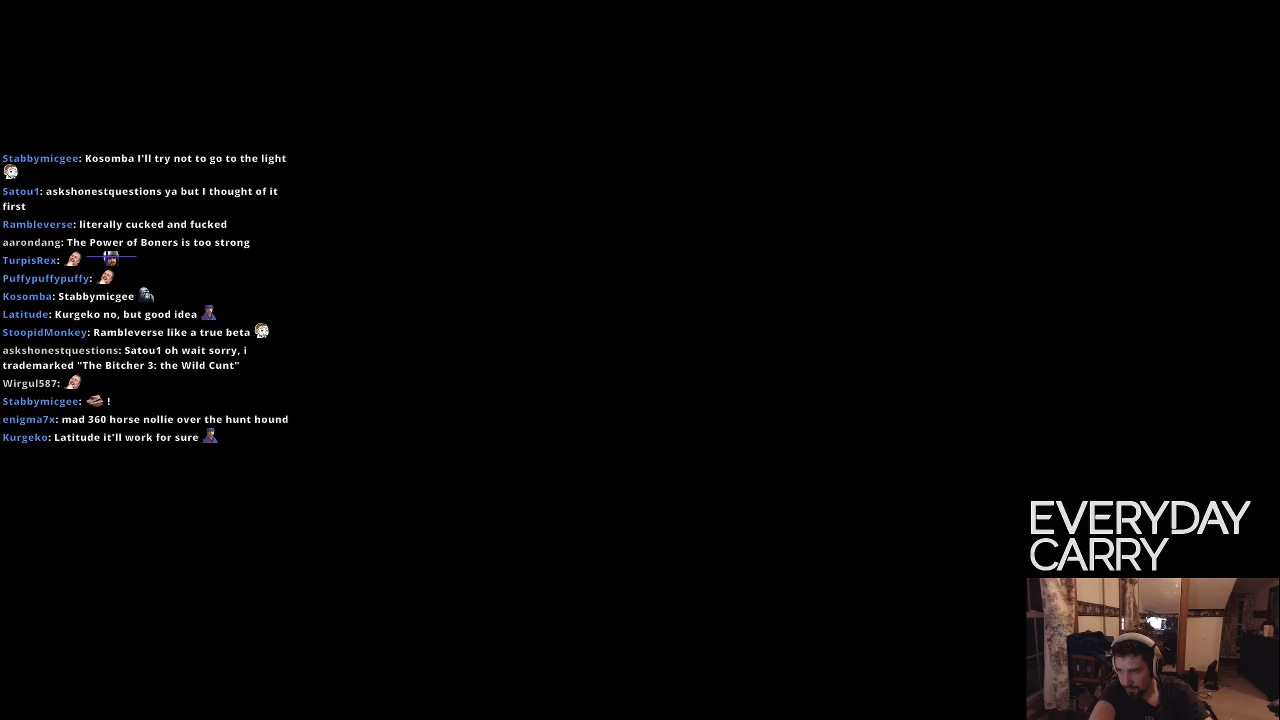 Stabbymicgee: Kosomba I'll try not to go to the light
Satou1: askshonestquestions ya but I thought of it
first
Rambleverse: literally cucked and fucked
aarondang: The Power of Boners is too strong
TurpisRex:
Puffypuffypuffy:
Kosomba: Stabbymicgee
Latitude: Kurgeko no, but good idea
StoopidMonkey: Rambleverse like a true beta
askshonestquestions: Satou1 oh wait sorry, i
trademarked "The Bitcher 3: the Wild Cunt"
Wirgul587:
Stabbymicgee: !
enigma7x: mad 360 horse nollie over the hunt hound
Kurgeko: Latitude it'll work for sure
EVERYDAY
CARRY